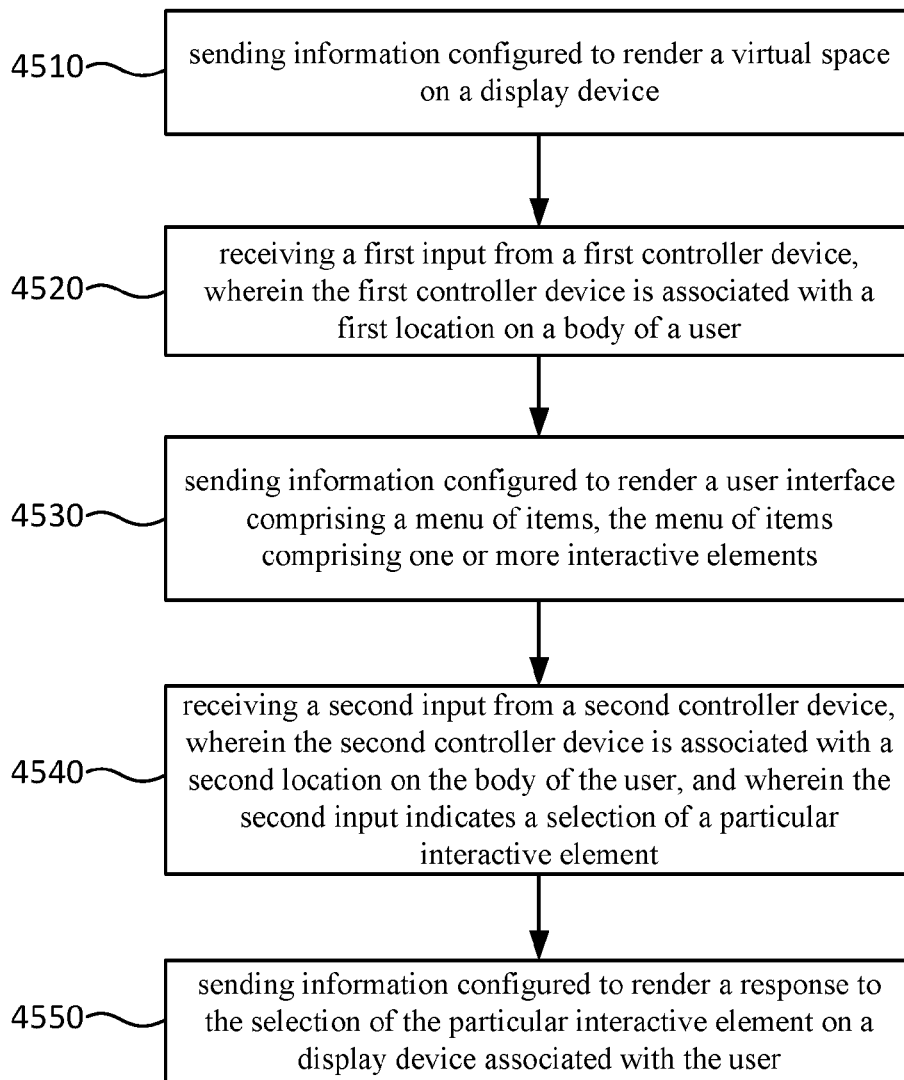 4510
sending information configured to render a virtual space
on a display device
4520
receiving a first input from a first controller device,
wherein the first controller device is associated with a
first location on a body of a user
4530
sending information configured to render a user interface
comprising a menu of items, the menu of items
comprising one or more interactive elements
4540
receiving a second input from a second controller device,
wherein the second controller device is associated with a
second location on the body of the user, and wherein the
second input indicates a selection of a particular
interactive element
4550
sending information configured to render a response to
the selection of the particular interactive element on a
display device associated with the user